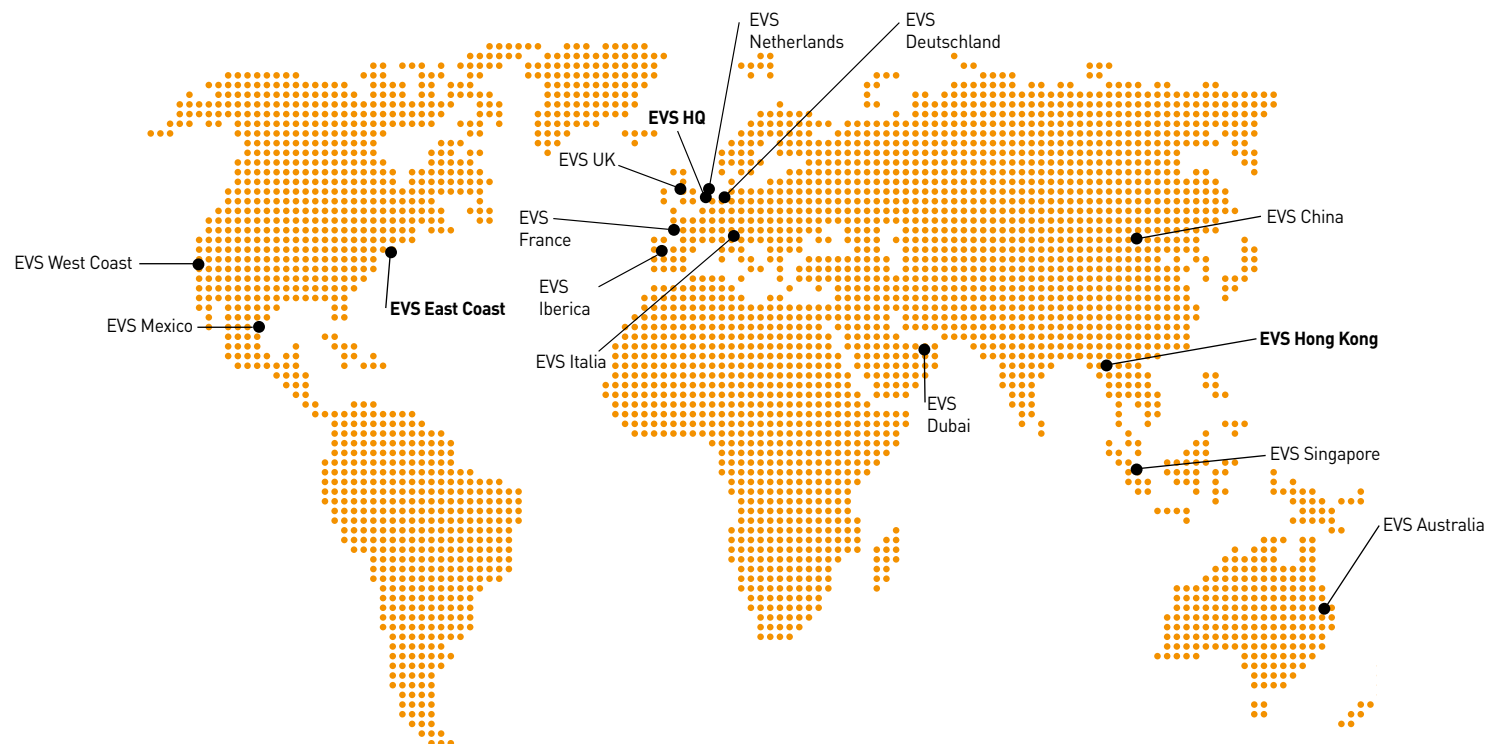 EVS
Netherlands
EVS
Deutschland
EVS HQ
EVS UK
EVS
France
EVS China
EVS West Coast
EVS
Iberica
EVS East Coast
EVS Mexico
EVS Hong Kong
EVS Italia
EVS
Dubai
EVS Singapore
EVS Australia